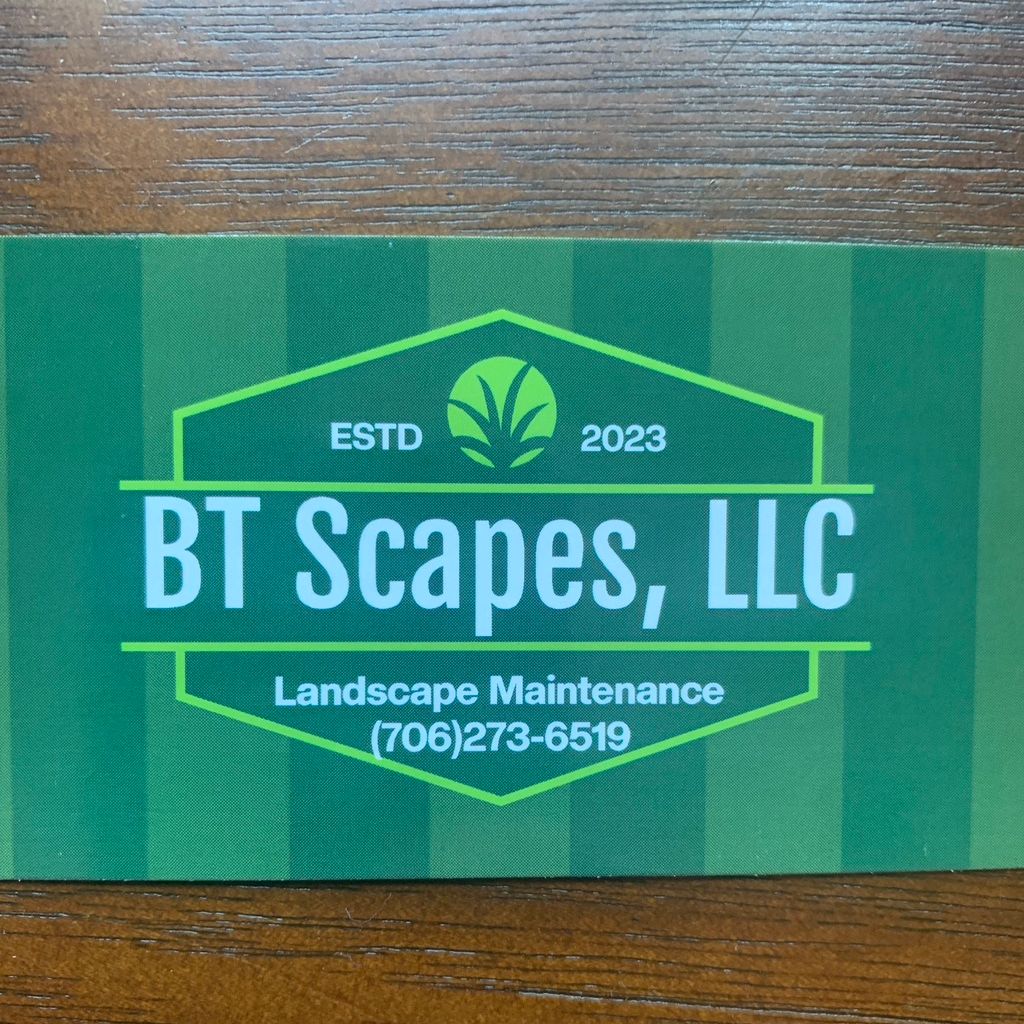 ESTD 2023
BT Scapes, LLC
Landscape Maintenance
(706)273-6519